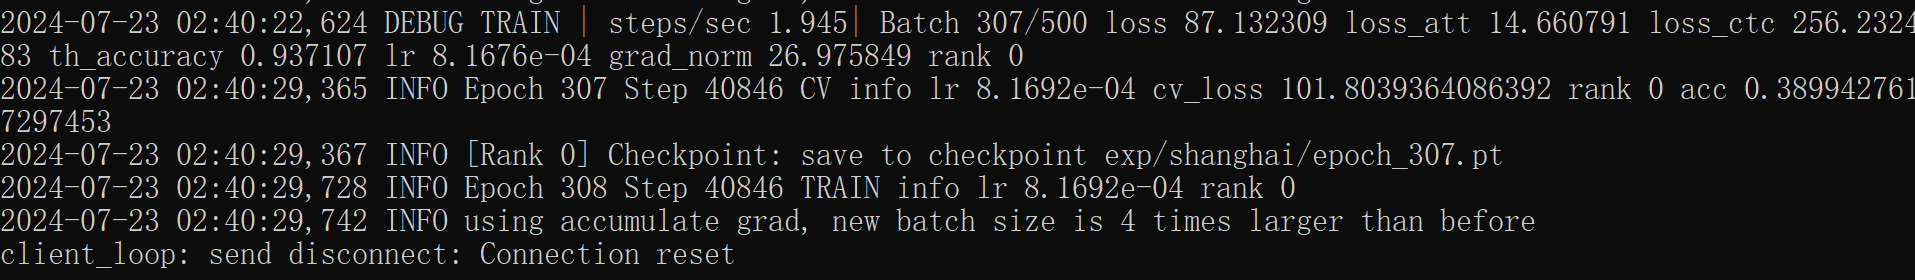 2024-07-23 02:40:22,624 DEBUG TRAIN | steps/sec 1.945| Batch 307/500 loss 87.132309 loss_att 14.660791 loss_ctc 256.2324
83 th_accuracy 0.937107 lr 8.1676e-04 grad_norm 26.975849 rank 0
2024-07-23 02:40:29,365 INFO Epoch 307 Step 40846 CV info lr 8.1692e-04 cv_loss 101.8039364086392 rank 0 acc 0.389942761
7297453
2024-07-23 02:40:29,367 INFO [Rank 0] Checkpoint: save to checkpoint exp/shanghai/epoch_307.pt
2024-07-23 02:40:29,728 INFO Epoch 308 Step 40846 TRAIN info lr 8.1692e-04 rank 0
2024-07-23 02:40:29,742 INFO using accumulate grad, new batch size is 4 times larger than before
client_loop: send disconnect: Connection reset